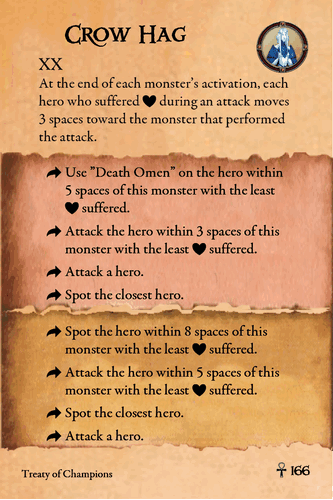 Crow Hag
XX
At the end of each monster's activation, each
hero who suffered ♥ during an attack moves
3 spaces toward the monster that performed
the attack.
Use "Death Omen" on the hero within
5 spaces of this monster with the least
♥ suffered.
Attack the hero within 3 spaces of this
monster with the least ♥ suffered.
Attack a hero.
Spot the closest hero.
Spot the hero within 8 spaces of this
monster with the least ♥ suffered.
Attack the hero within 5 spaces of this
monster with the least ♥ suffered.
Spot the closest hero.
Attack a hero.
Treaty of Champions
☥ 166